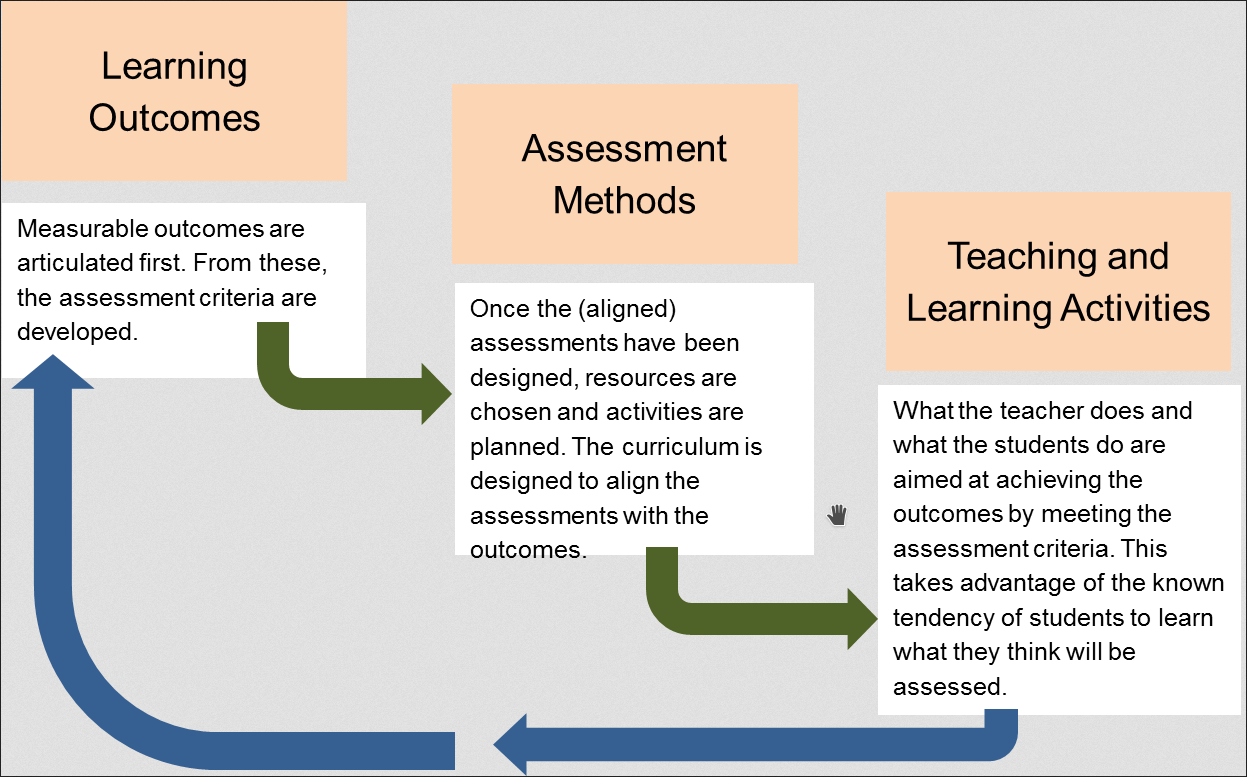 Learning
Outcomes
Measurable outcomes are
articulated first. From these,
the assessment criteria are
developed.
Assessment
Methods
Once the (aligned)
assessments have been
designed, resources are
chosen and activities are
planned. The curriculum is
designed to align the
assessments with the
outcomes.
Teaching and
Learning Activities
What the teacher does and
what the students do are
aimed at achieving the
outcomes by meeting the
assessment criteria. This
takes advantage of the known
tendency of students to learn
what they think will be
assessed.